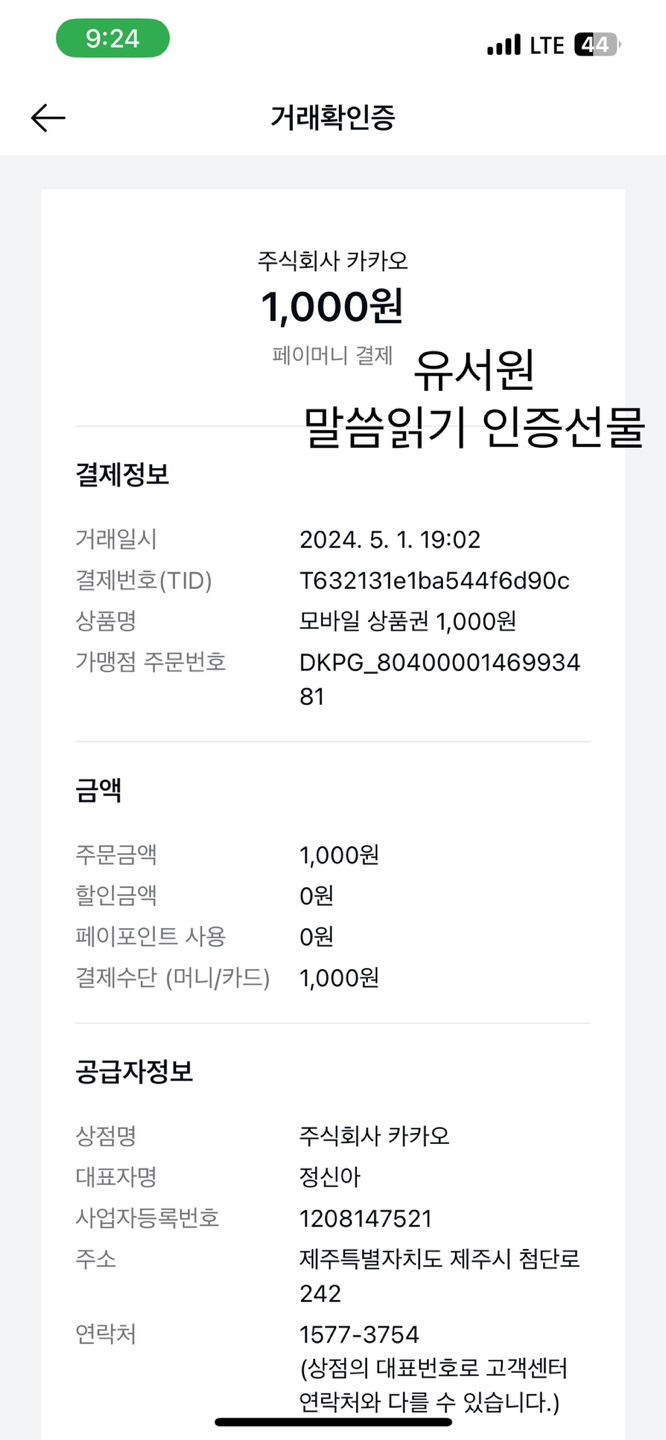 9:24
LTE 44
거래확인증
주식회사 카카오
1,000원
페이머니 결제
유서원
말씀읽기 인증선물
결제정보
거래일시 2024. 5. 1. 19:02
결제번호(TID) T632131e1ba544f6d90c
상품명 모바일 상품권 1,000원
가맹점 주문번호 DKPG_80400001469934
81
금액
주문금액 1,000원
할인금액 0원
페이포인트 사용 0원
결제수단 (머니/카드) 1,000원
공급자정보
상점명 주식회사 카카오
대표자명 정신아
사업자등록번호 1208147521
주소 제주특별자치도 제주시 첨단로
242
연락처 1577-3754
(상점의 대표번호로 고객센터
연락처와 다를 수 있습니다.)